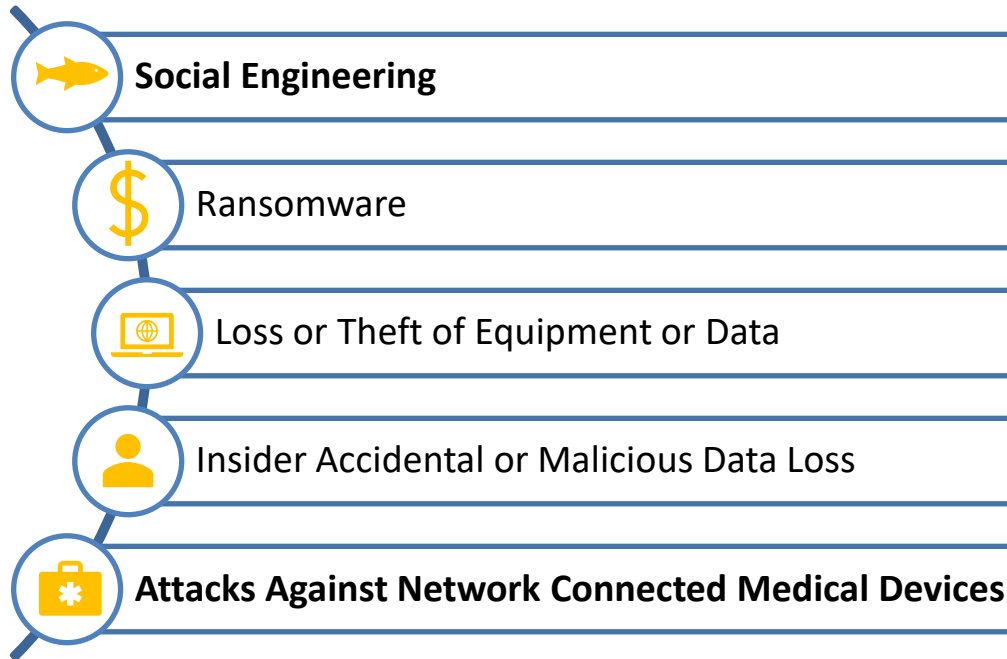 Social Engineering
Ransomware
Loss or Theft of Equipment or Data
Insider Accidental or Malicious Data Loss
Attacks Against Network Connected Medical Devices